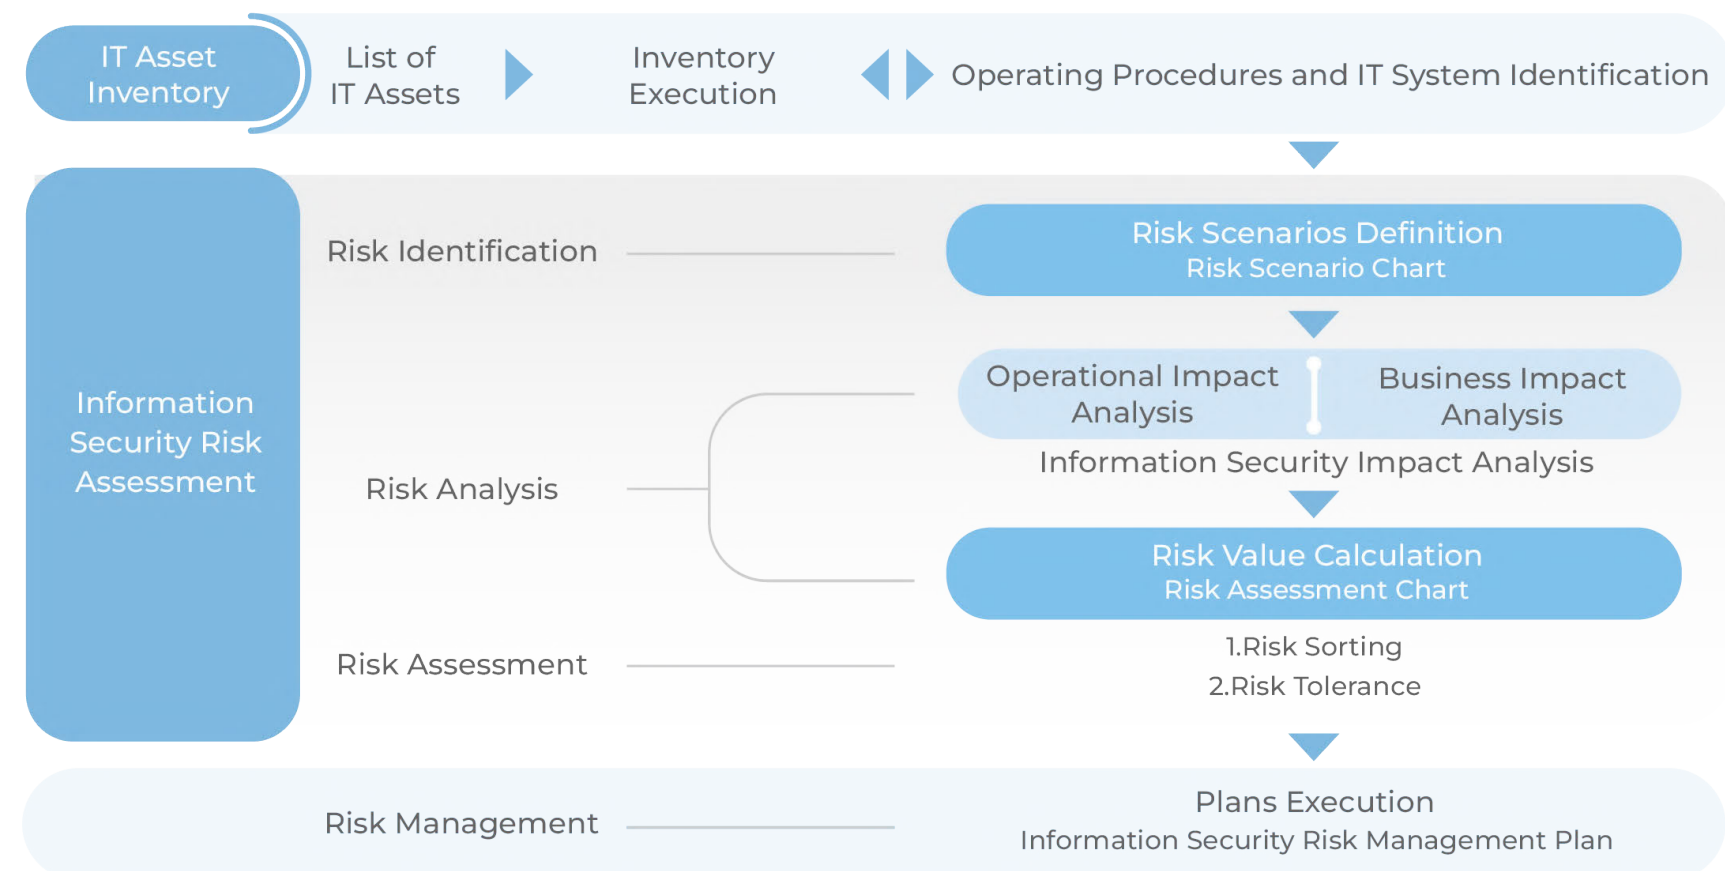 IT Asset
Inventory
List of
IT Assets
Inventory
Execution
Operating Procedures and IT System Identification
Information
Security Risk
Assessment
Risk Identification
Risk Scenarios Definition
Risk Scenario Chart
Risk Analysis
Operational Impact
Analysis
Business Impact
Analysis
Information Security Impact Analysis
Risk Value Calculation
Risk Assessment Chart
Risk Assessment
1.Risk Sorting
2.Risk Tolerance
Risk Management
Plans Execution
Information Security Risk Management Plan